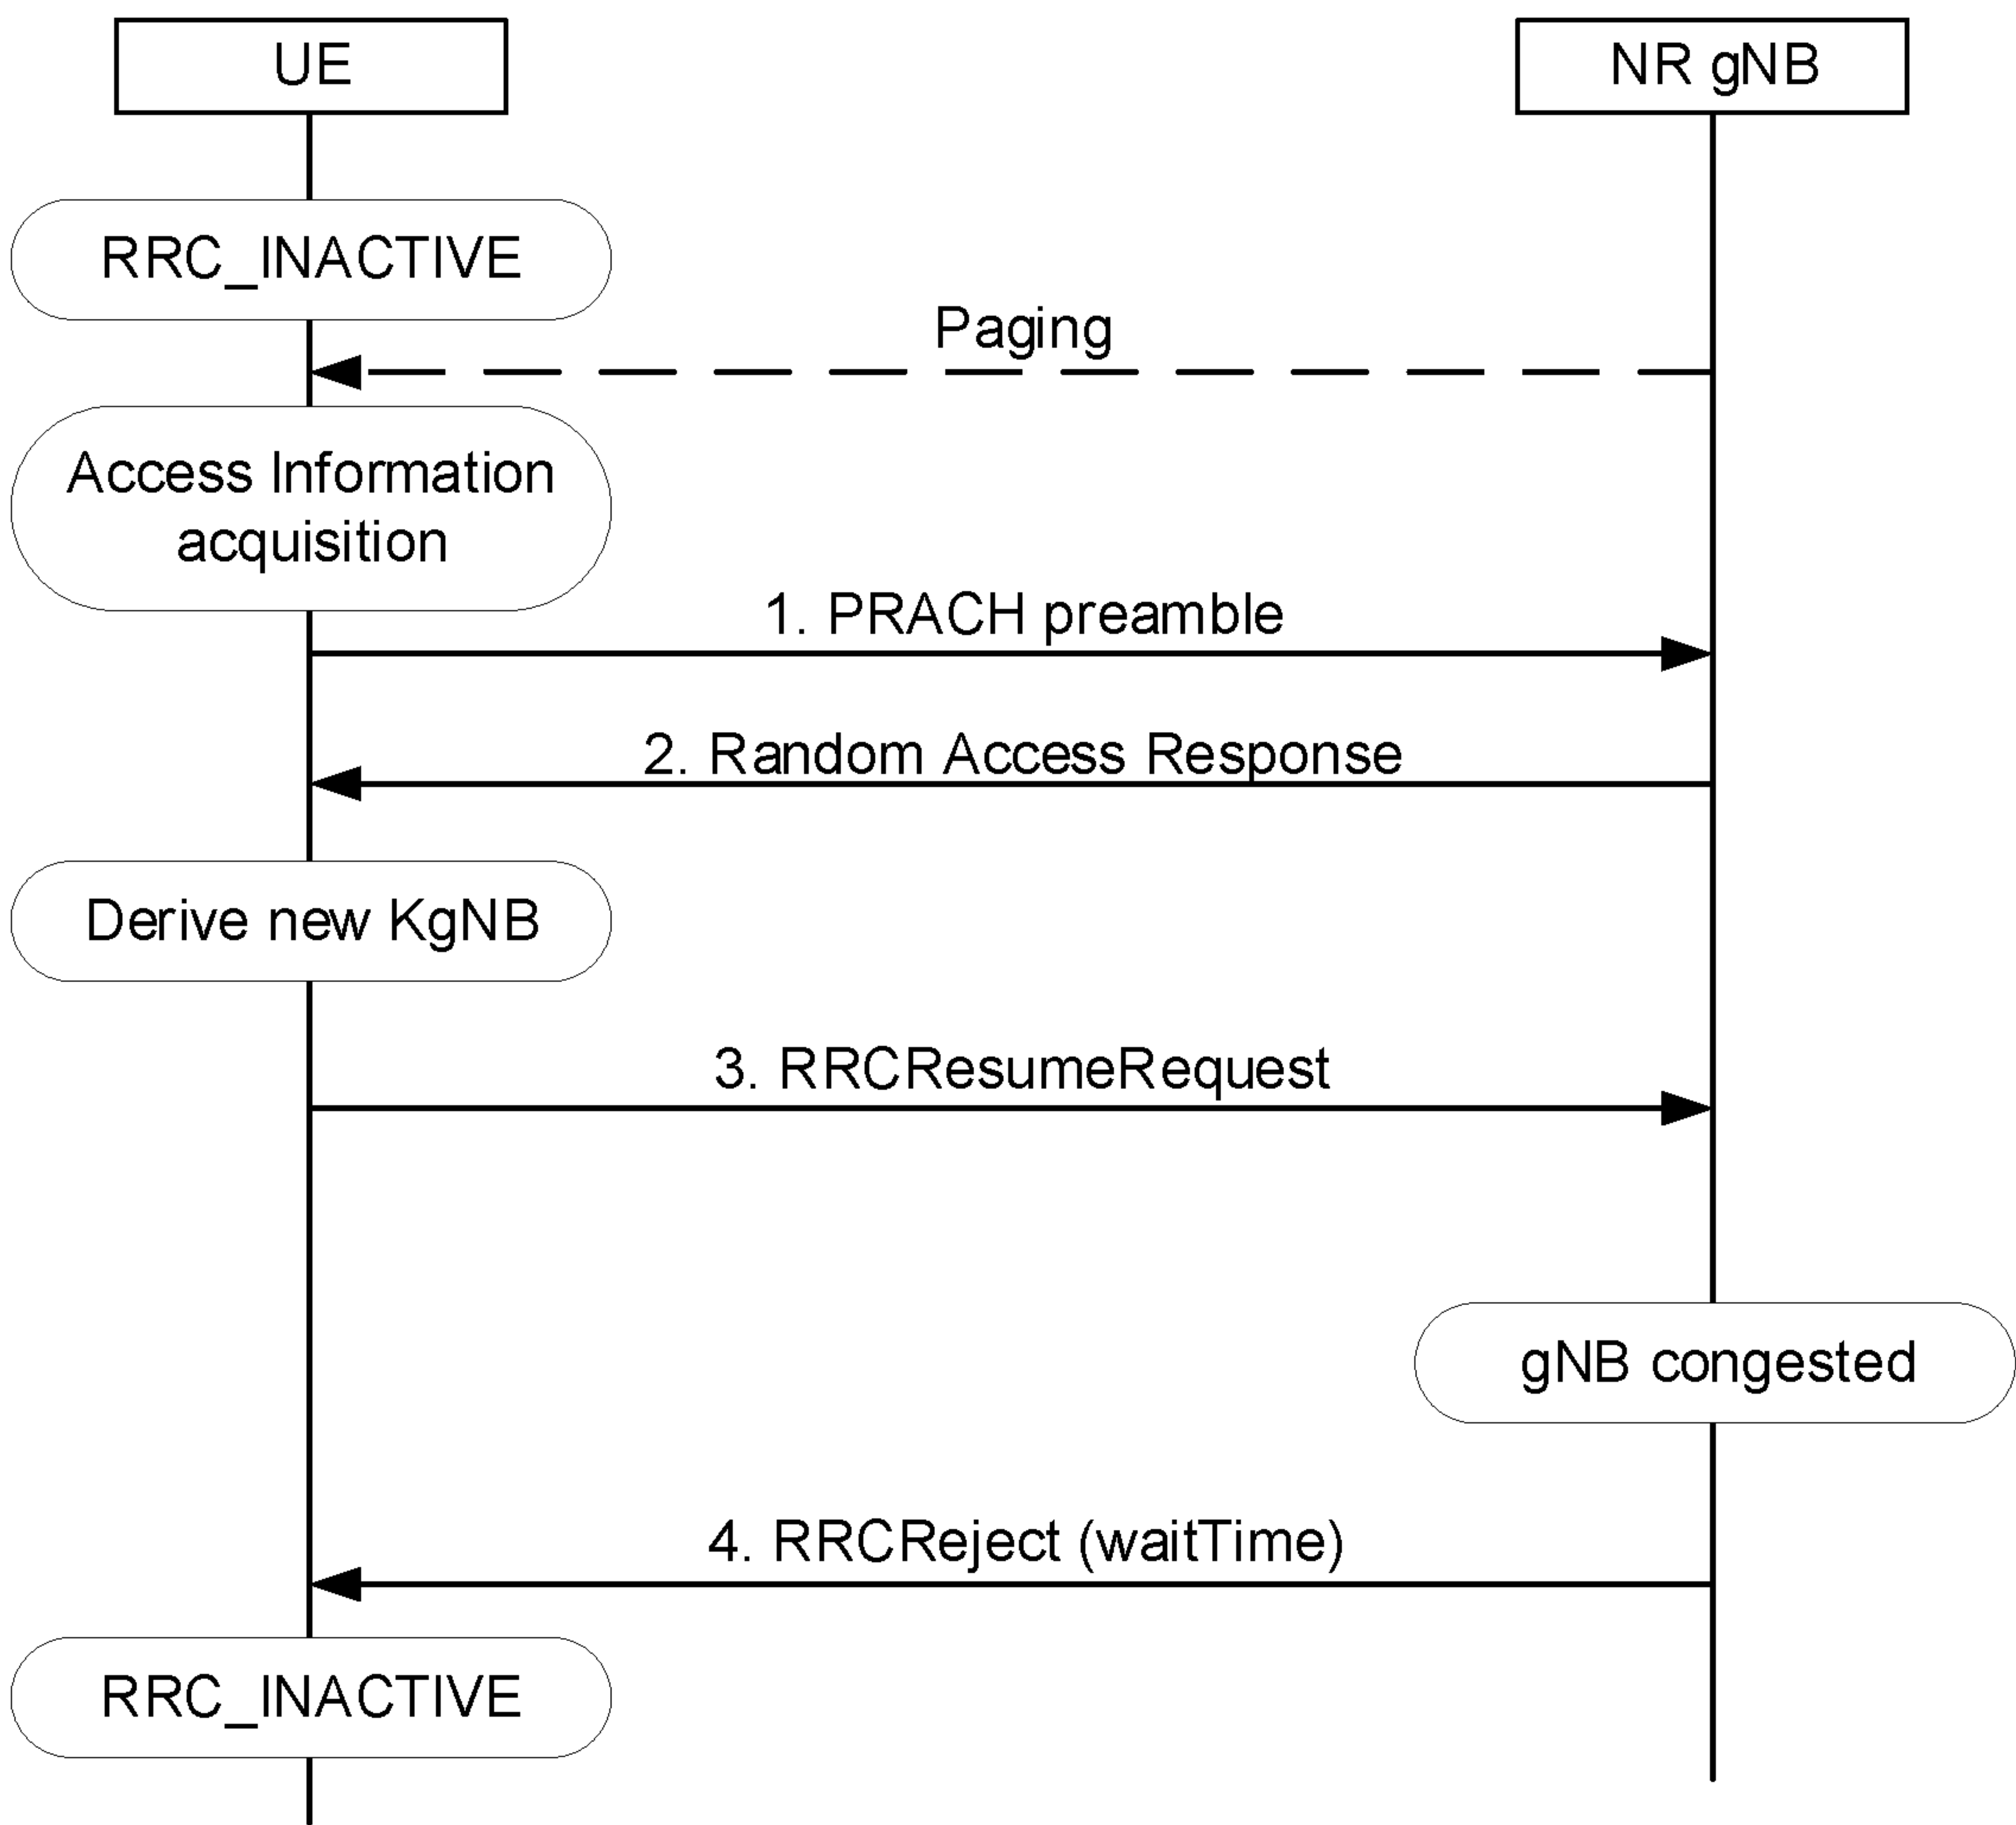 UE
NR gNB
RRC_INACTIVE
Paging
Access Information
acquisition
1. PRACH preamble
2. Random Access Response
Derive new KgNB
3. RRCResumeRequest
gNB congested
4. RRCReject (waitTime)
RRC_INACTIVE